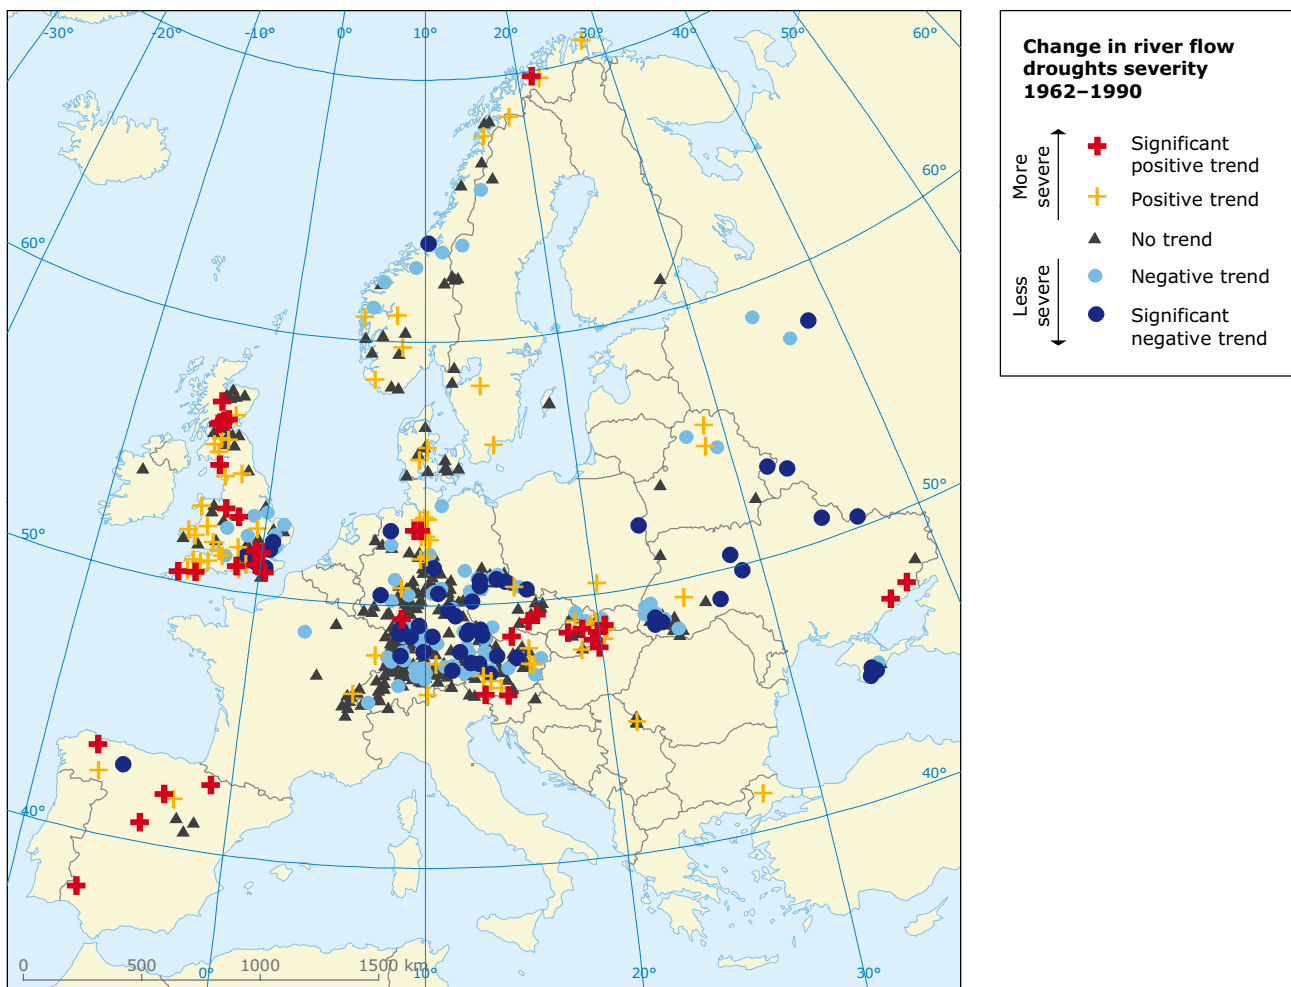 -30°
-20°
-10°
0°
10°
20°
30°
40°
50°
60°
60°
60°
50°
50°
40°
40°
0
500
1000
1500 km
0°
10°
20°
30°
Change in river flow
droughts severity
1962–1990
More
severe
Significant
positive trend
Positive trend
No trend
Less
severe
Negative trend
Significant
negative trend